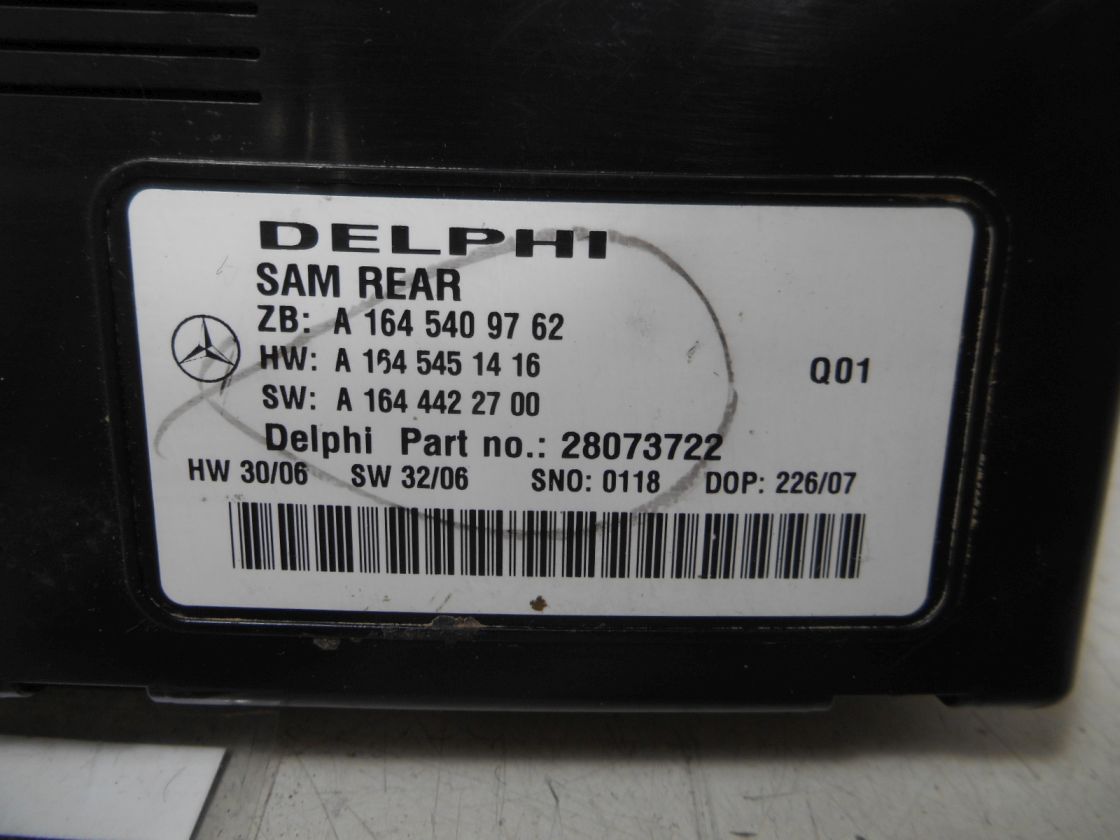 DELPHI
SAM REAR
ZB: A 164 540 97 62
HW: A 164 545 14 16
SW: A 164 442 27 00
Q01
Delphi Part no.: 28073722
HW 30/06 SW 32/06 SNO: 0118 DOP: 226/07